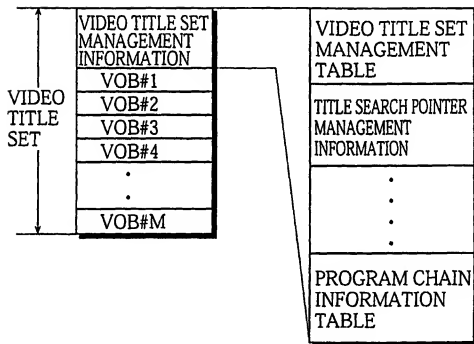 VIDEO
TITLE
SET
VIDEO TITLE SET
MANAGEMENT
INFORMATION
VOB#1
VOB#2
VOB#3
VOB#4
VOB#M
VIDEO TITLE SET
MANAGEMENT
TABLE
TITLE SEARCH POINTER
MANAGEMENT
INFORMATION
PROGRAM CHAIN
INFORMATION
TABLE